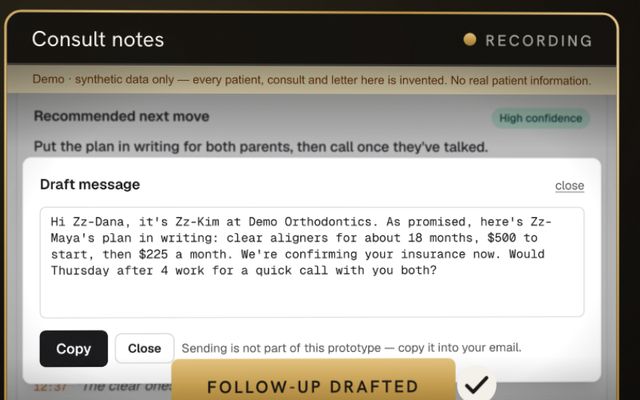 Consult notes
RECORDING
Demo · synthetic data only — every patient, consult and letter here is invented. No real patient information.
Recommended next move
High confidence
Put the plan in writing for both parents, then call once they've talked.
Draft message
close
Hi Zz-Dana, it's Zz-Kim at Demo Orthodontics. As promised, here's Zz-
Maya's plan in writing: clear aligners for about 18 months, $500 to
start, then $225 a month. We're confirming your insurance now. Would
Thursday after 4 work for a quick call with you both?
Copy
Close
Sending is not part of this prototype — copy it into your email.
12:37
The clear ones
FOLLOW-UP DRAFTED